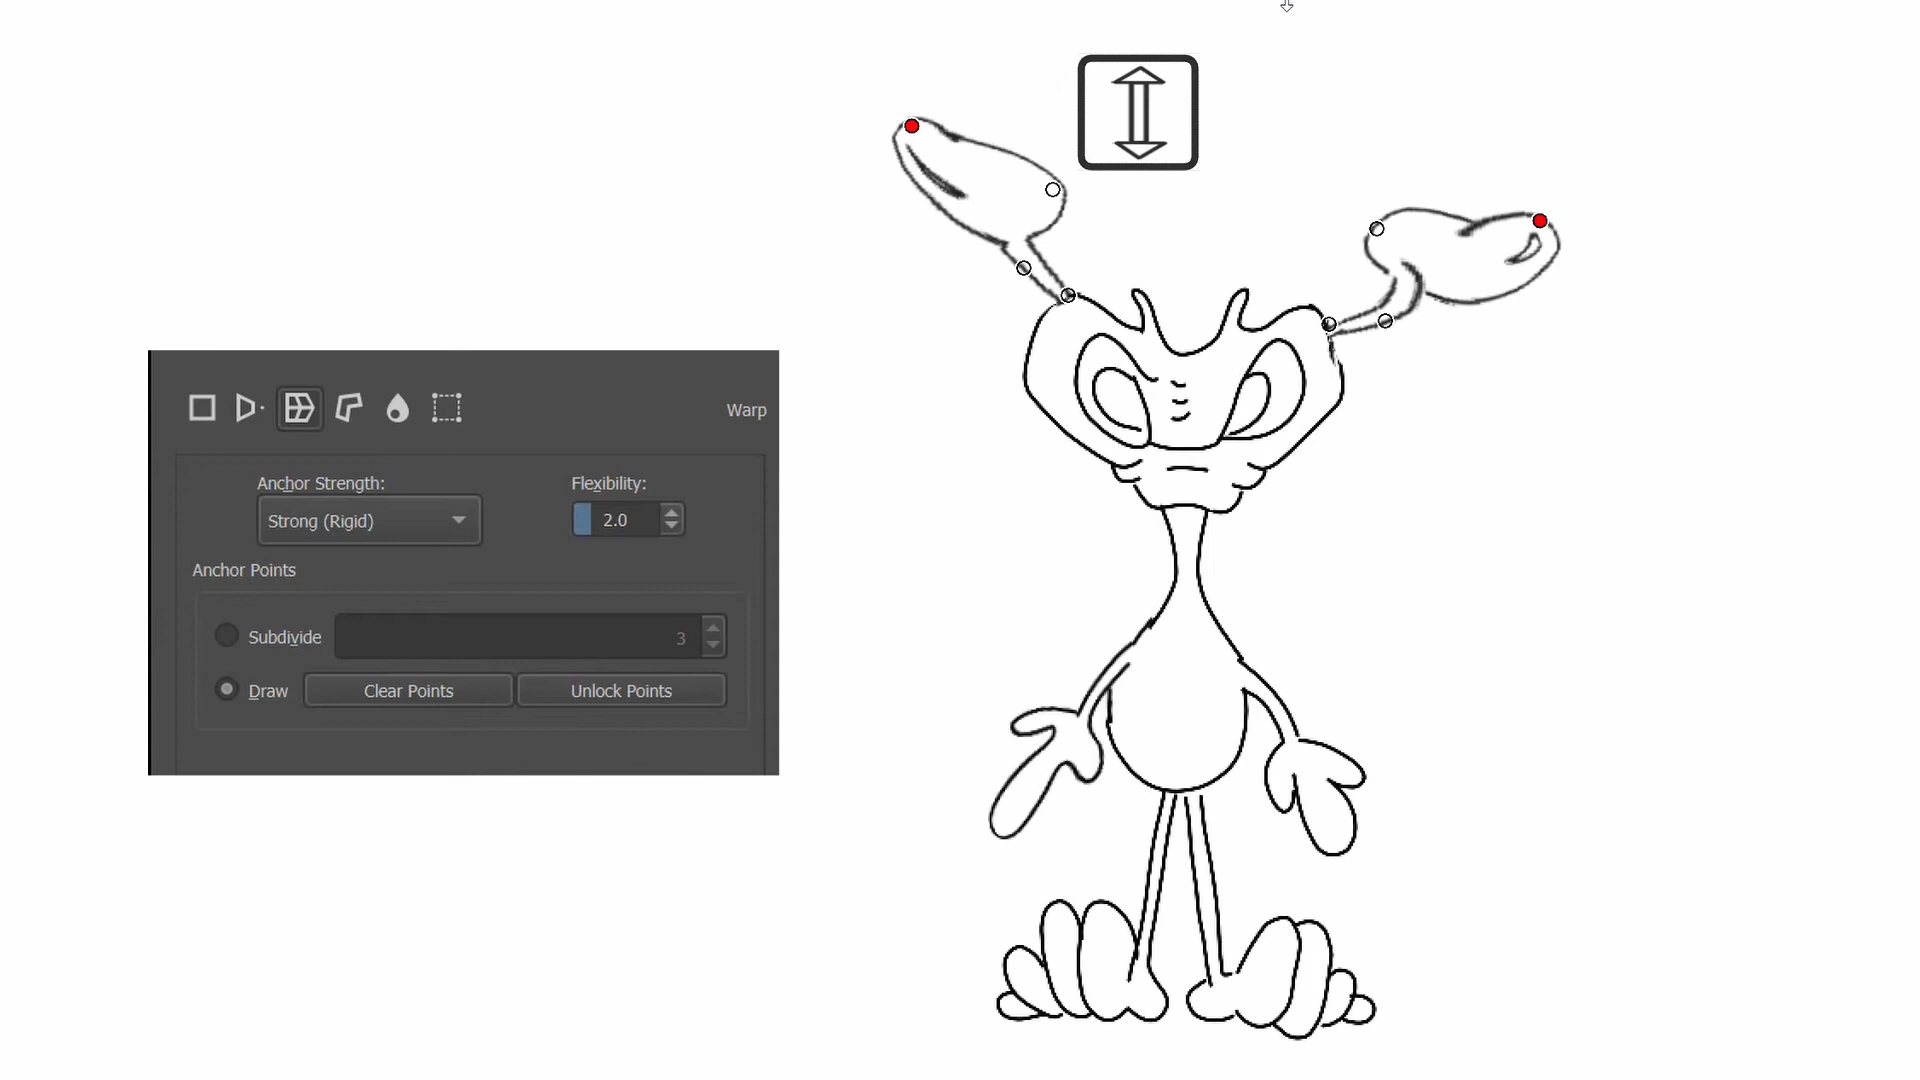 Warp
Anchor Strength: Flexibility:
Strong (Rigid) 2.0
Anchor Points
Subdivide 3
Draw Clear Points Unlock Points